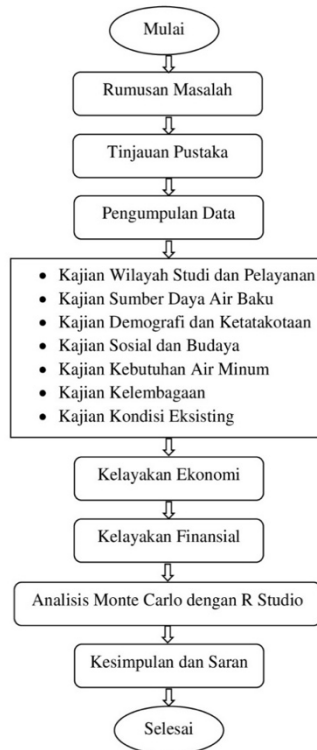 Mulai
Rumusan Masalah
Tinjauan Pustaka
Pengumpulan Data
• Kajian Wilayah Studi dan Pelayanan
• Kajian Sumber Daya Air Baku
• Kajian Demografi dan Ketatakotaan
• Kajian Sosial dan Budaya
• Kajian Kebutuhan Air Minum
• Kajian Kelembagaan
• Kajian Kondisi Eksisting
Kelayakan Ekonomi
Kelayakan Finansial
Analisis Monte Carlo dengan R Studio
Kesimpulan dan Saran
Selesai